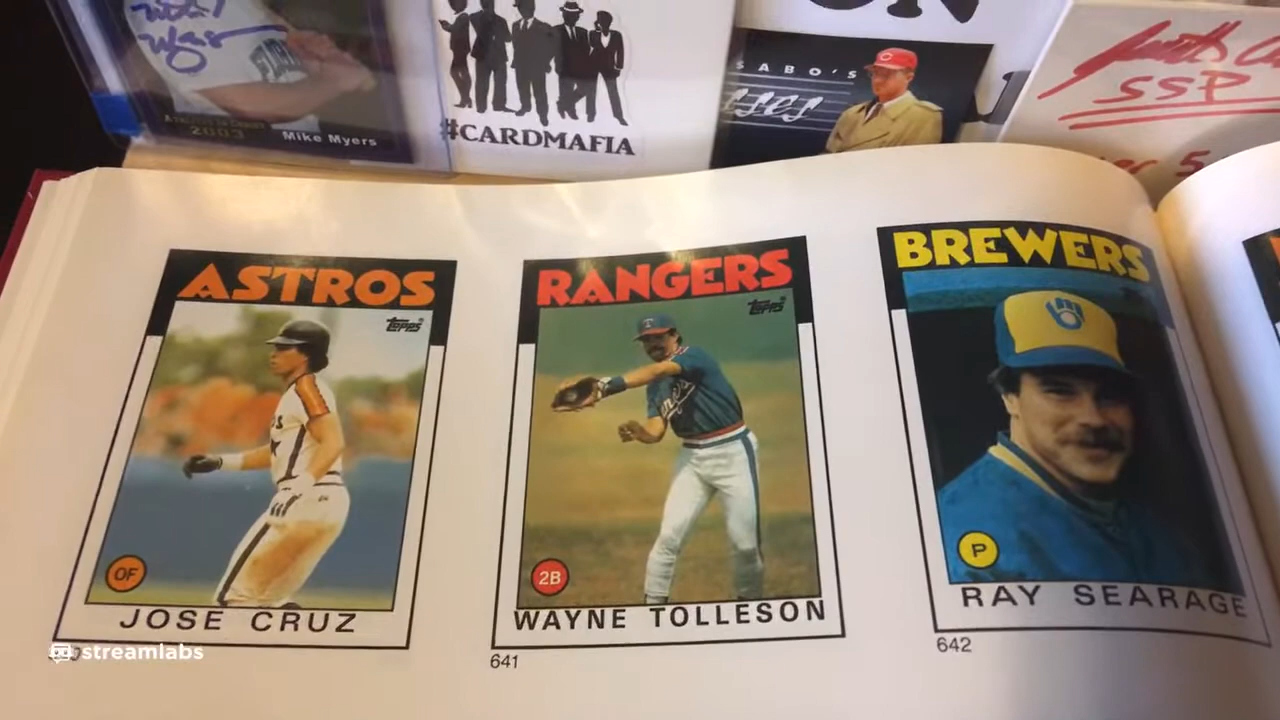 2003
Mike Myers
#CARDMAFIA
SABO'S
SSP
ASTROS
Topps
OF
JOSE CRUZ
RANGERS
Topps
2B
WAYNE TOLLESON
641
BREWERS
P
RAY SEARAGE
642
streamlabs